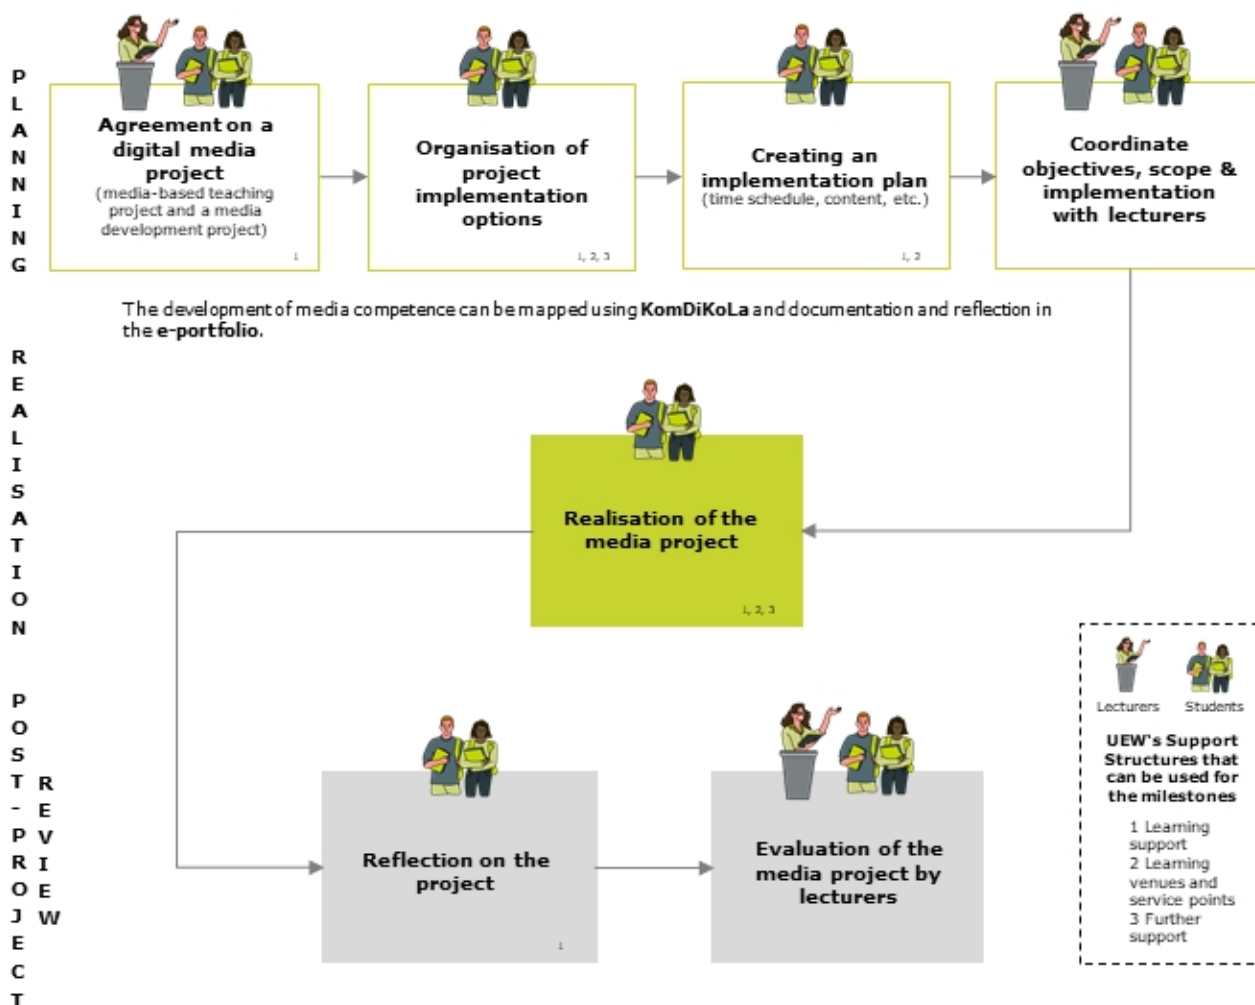 PLANNING
Agreement on a
digital media
project
(media-based teaching
project and a media
development project)
1
Organisation of
project
implementation
options
1, 2, 3
Creating an
implementation plan
(time schedule, content, etc.)
1, 2
Coordinate
objectives, scope &
implementation
with lecturers
The development of media competence can be mapped using KomDiKoLa and documentation and reflection in
the e-portfolio.
REALISATION
Realisation of the
media project
1, 2, 3
POST-PROJECT
REVIEW
Reflection on the
project
1
Evaluation of the
media project by
lecturers
Lecturers Students
UEW's Support
Structures that
can be used for
the milestones
1 Learning
support
2 Learning
venues and
service points
3 Further
support